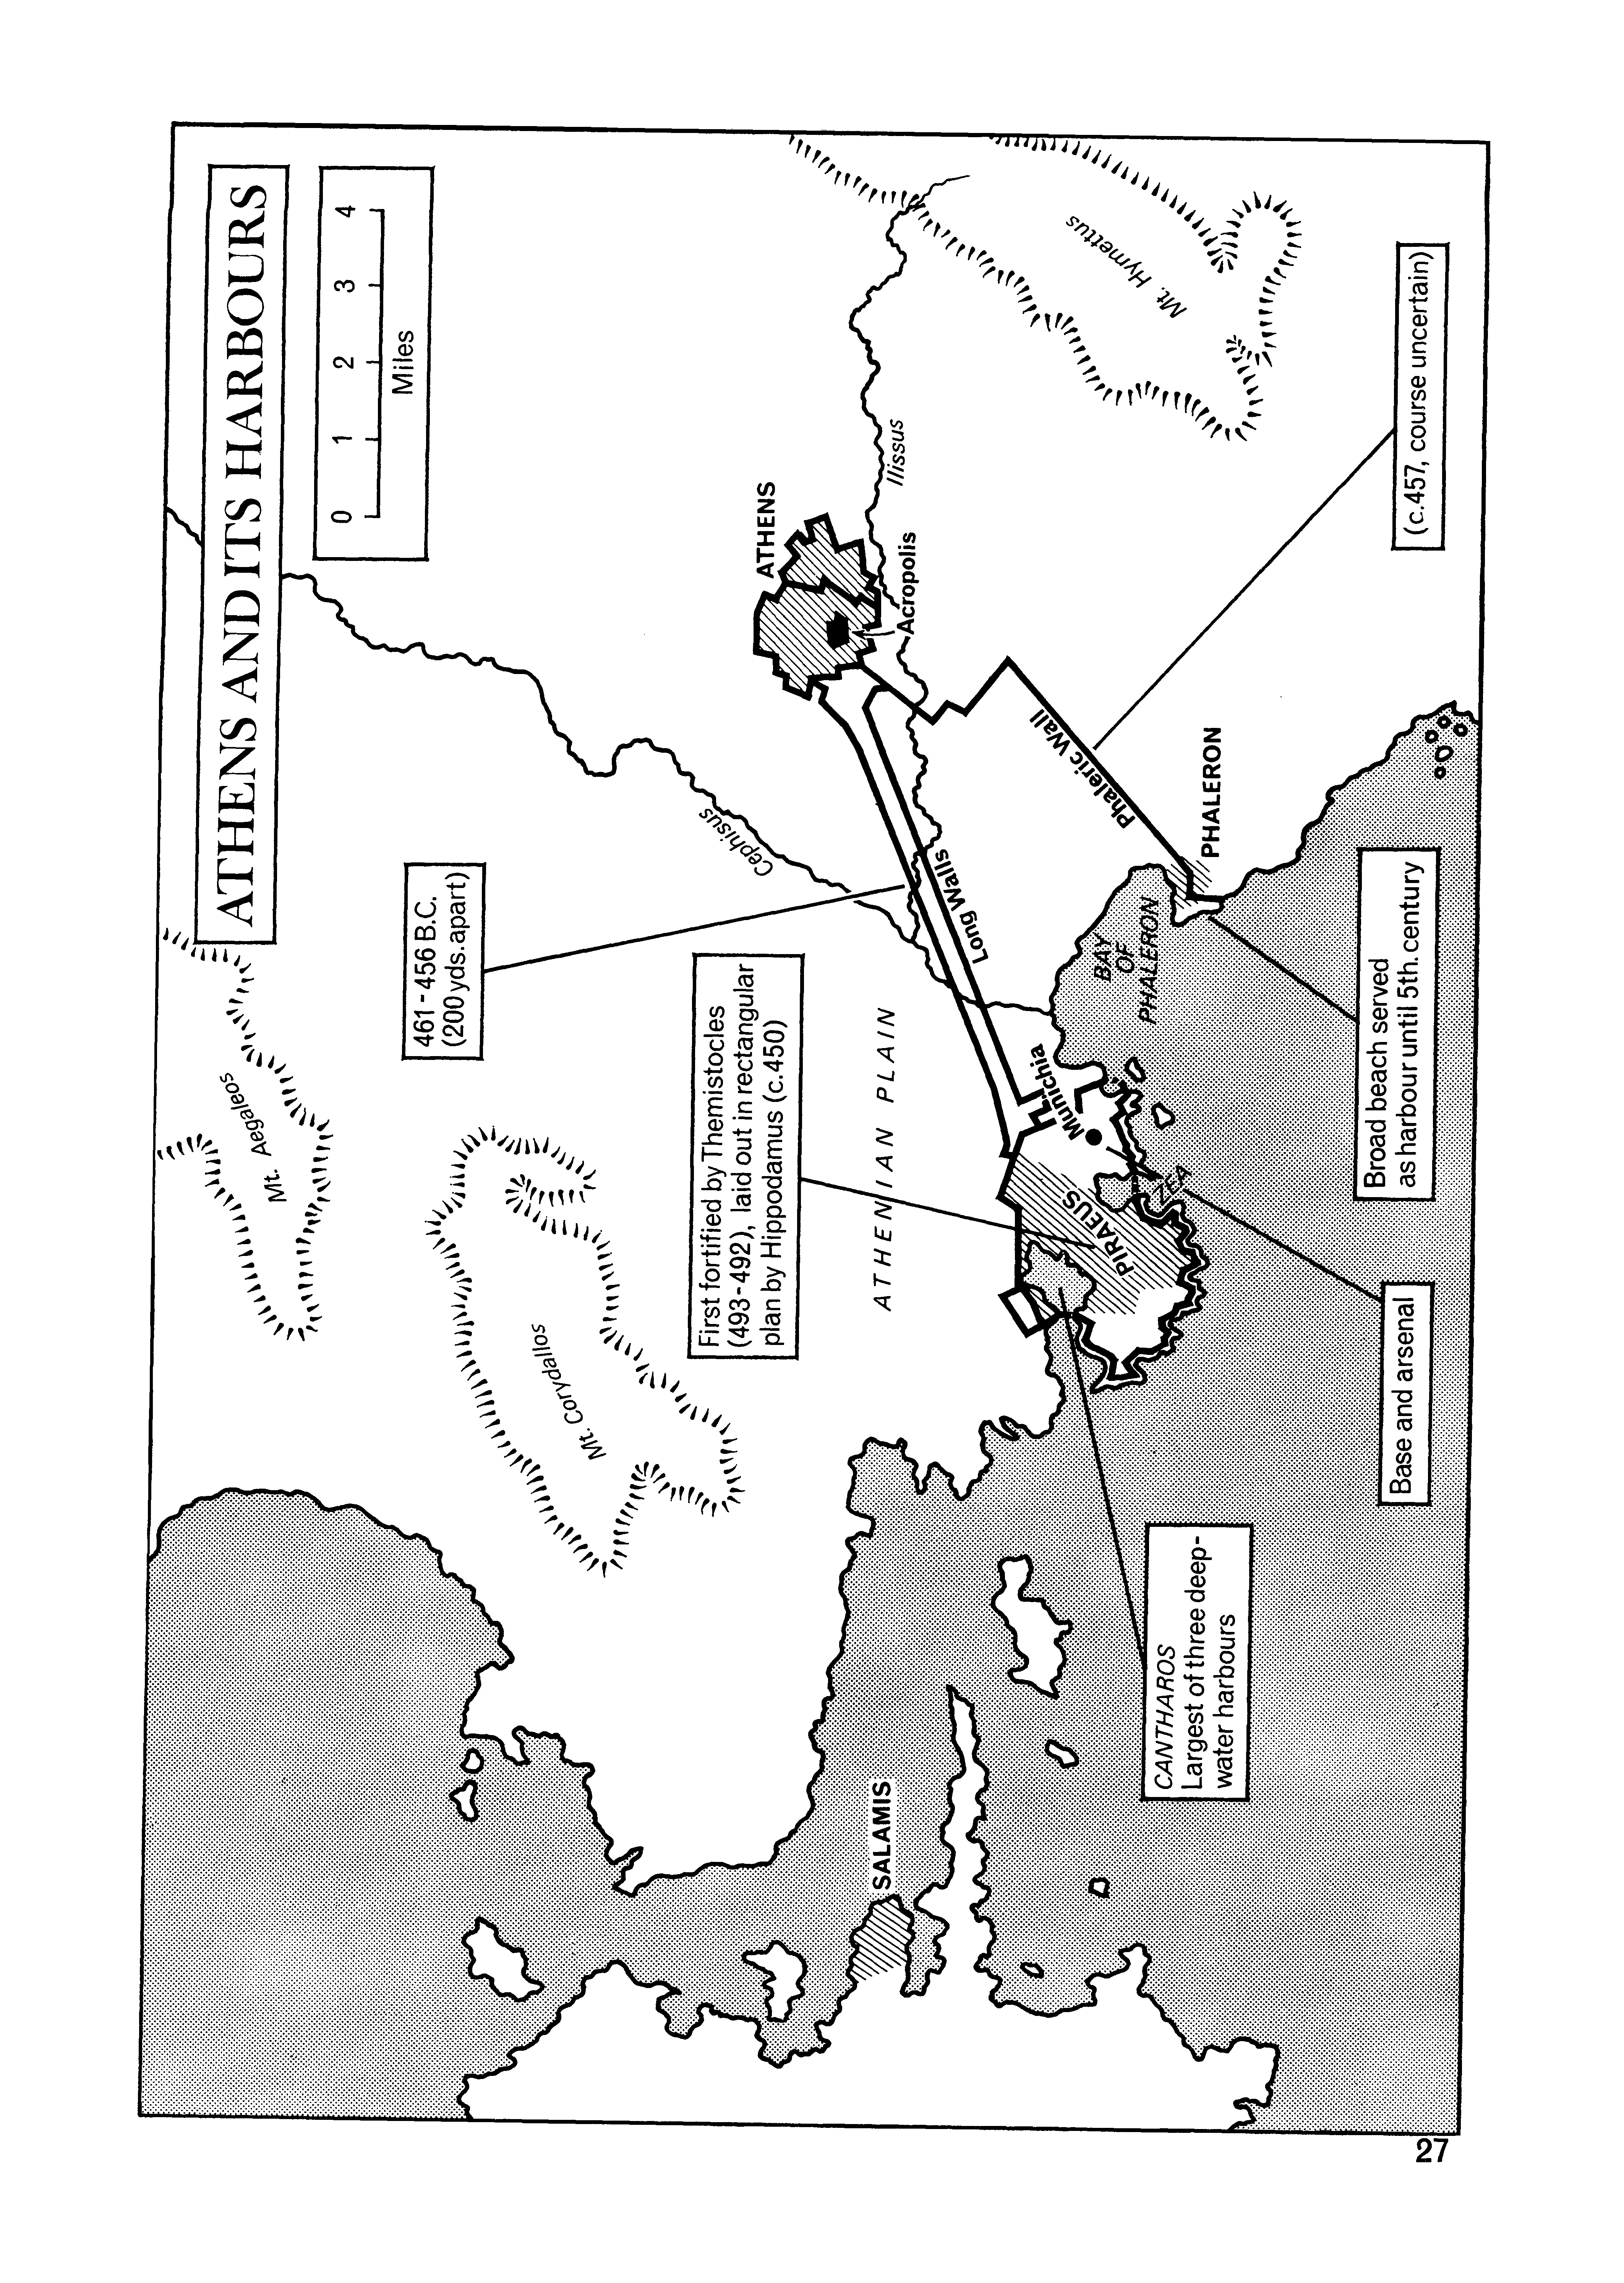 ATHENS AND ITS HARBOURS
0 1 2 3 4
Miles
Mt. Aegaleos
461-456 B.C.
(200 yds. apart)
Mt. Corydallos
Cephisus
First fortified by Themistocles
(493-492), laid out in rectangular
plan by Hippodamus (c.450)
ATHENS
Acropolis
Ilissus
Mt. Hymettus
ATHENIAN PLAIN
Long Walls
Phaleric Wall
SALAMIS
Munichia
PIRAEUS
ZEA
BAY
OF
PHALERON
PHALERON
CANTHAROS
Largest of three deep-
water harbours
Base and arsenal
Broad beach served
as harbour until 5th. century
(c.457, course uncertain)
27